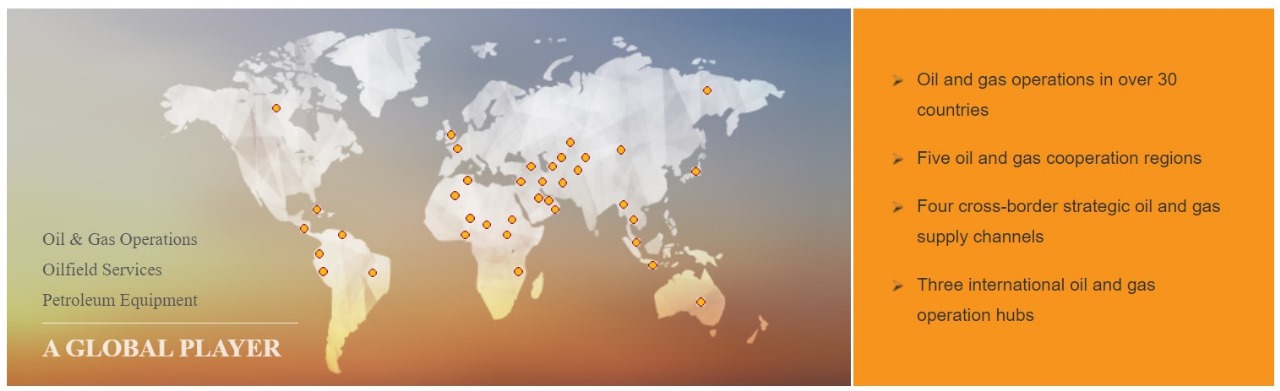 Oil & Gas Operations
Oilfield Services
Petroleum Equipment
A GLOBAL PLAYER
Oil and gas operations in over 30
countries
Five oil and gas cooperation regions
Four cross-border strategic oil and gas
supply channels
Three international oil and gas
operation hubs